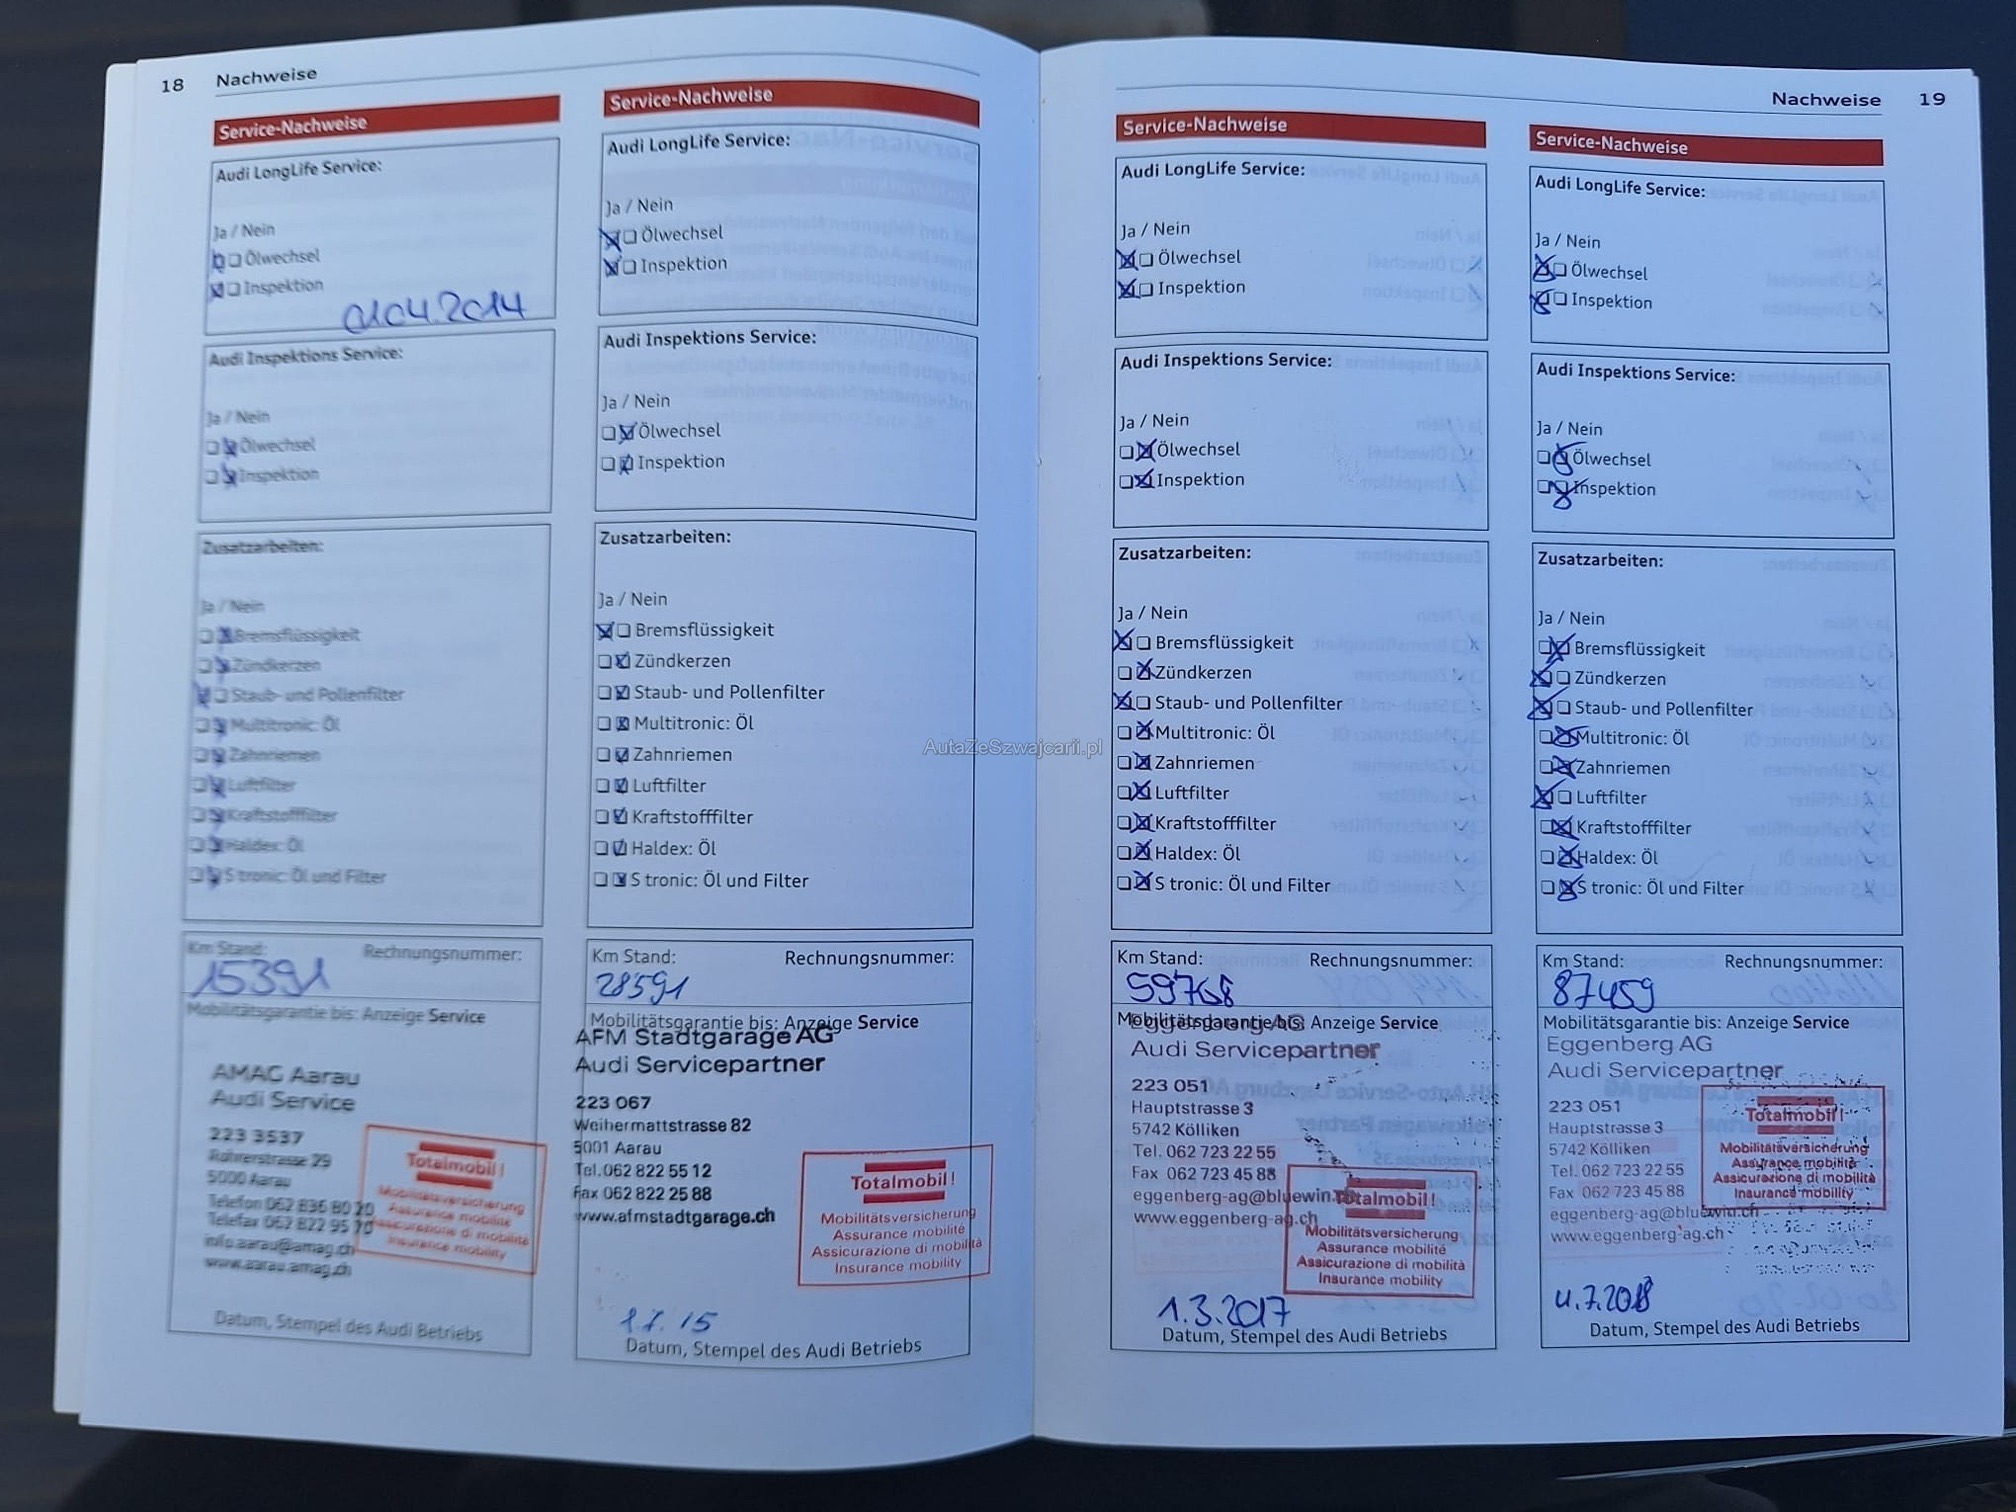 18 Nachweise
Service-Nachweise
Audi LongLife Service:
Ja / Nein
Ölwechsel
Inspektion
01.04.2014
Audi Inspektions Service:
Ja / Nein
Ölwechsel
Inspektion
Zusatzarbeiten:
Ja / Nein
Bremsflüssigkeit
Zündkerzen
Staub- und Pollenfilter
Multitronic: Öl
Zahnriemen
Luftfilter
Kraftstofffilter
Haldex: Öl
S tronic: Öl und Filter
Km Stand: Rechnungsnummer:
15391
Mobilitätsgarantie bis: Anzeige Service
AMAG Aarau
Audi Service
223 3537
Rohrerstrasse 29
5000 Aarau
Telefon 062 836 80 20
Telefax 062 822 95 70
info.aarau@amag.ch
www.aarau.amag.ch
Totalmobil!
Mobilitätsversicherung
Assurance mobilité
Assicurazione di mobilità
Insurance mobility
Datum, Stempel des Audi Betriebs
Service-Nachweise
Audi LongLife Service:
Ja / Nein
Ölwechsel
Inspektion
Audi Inspektions Service:
Ja / Nein
Ölwechsel
Inspektion
Zusatzarbeiten:
Ja / Nein
Bremsflüssigkeit
Zündkerzen
Staub- und Pollenfilter
Multitronic: Öl
Zahnriemen
Luftfilter
Kraftstofffilter
Haldex: Öl
S tronic: Öl und Filter
Km Stand: Rechnungsnummer:
28591
Mobilitätsgarantie bis: Anzeige Service
AFM Stadtgarage AG
Audi Servicepartner
223 067
Weihermattstrasse 82
5001 Aarau
Tel. 062 822 55 12
Fax 062 822 25 88
www.afmstadtgarage.ch
Totalmobil!
Mobilitätsversicherung
Assurance mobilité
Assicurazione di mobilità
Insurance mobility
Datum, Stempel des Audi Betriebs
Nachweise 19
Service-Nachweise
Audi LongLife Service:
Ja / Nein
Ölwechsel
Inspektion
Audi Inspektions Service:
Ja / Nein
Ölwechsel
Inspektion
Zusatzarbeiten:
Ja / Nein
Bremsflüssigkeit
Zündkerzen
Staub- und Pollenfilter
Multitronic: Öl
Zahnriemen
Luftfilter
Kraftstofffilter
Haldex: Öl
S tronic: Öl und Filter
Km Stand: Rechnungsnummer:
59768
Mobilitätsgarantie bis: Anzeige Service
Eggenberg AG
Audi Servicepartner
223 051
Hauptstrasse 3
5742 Kölliken
Tel. 062 723 22 55
Fax 062 723 45 88
eggenberg-ag@bluewin.ch
www.eggenberg-ag.ch
Totalmobil!
Mobilitätsversicherung
Assurance mobilité
Assicurazione di mobilità
Insurance mobility
1.3.2017
Datum, Stempel des Audi Betriebs
Service-Nachweise
Audi LongLife Service:
Ja / Nein
Ölwechsel
Inspektion
Audi Inspektions Service:
Ja / Nein
Ölwechsel
Inspektion
Zusatzarbeiten:
Ja / Nein
Bremsflüssigkeit
Zündkerzen
Staub- und Pollenfilter
Multitronic: Öl
Zahnriemen
Luftfilter
Kraftstofffilter
Haldex: Öl
S tronic: Öl und Filter
Km Stand: Rechnungsnummer:
87459
Mobilitätsgarantie bis: Anzeige Service
Eggenberg AG
Audi Servicepartner
223 051
Hauptstrasse 3
5742 Kölliken
Tel. 062 723 22 55
Fax 062 723 45 88
eggenberg-ag@bluewin.ch
www.eggenberg-ag.ch
Totalmobil!
Mobilitätsversicherung
Assurance mobilité
Assicurazione di mobilità
Insurance mobility
Datum, Stempel des Audi Betriebs
AutaZeSzwajcarii.pl